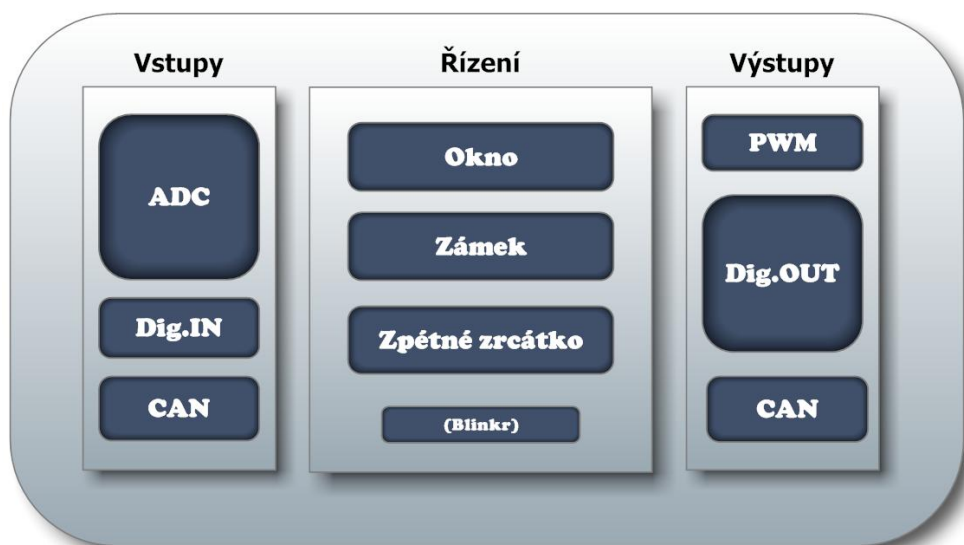 Vstupy
ADC
Dig.IN
CAN
Řízení
Okno
Zámek
Zpétné zrcátko
(Blinkr)
Výstupy
PWM
Dig.OUT
CAN